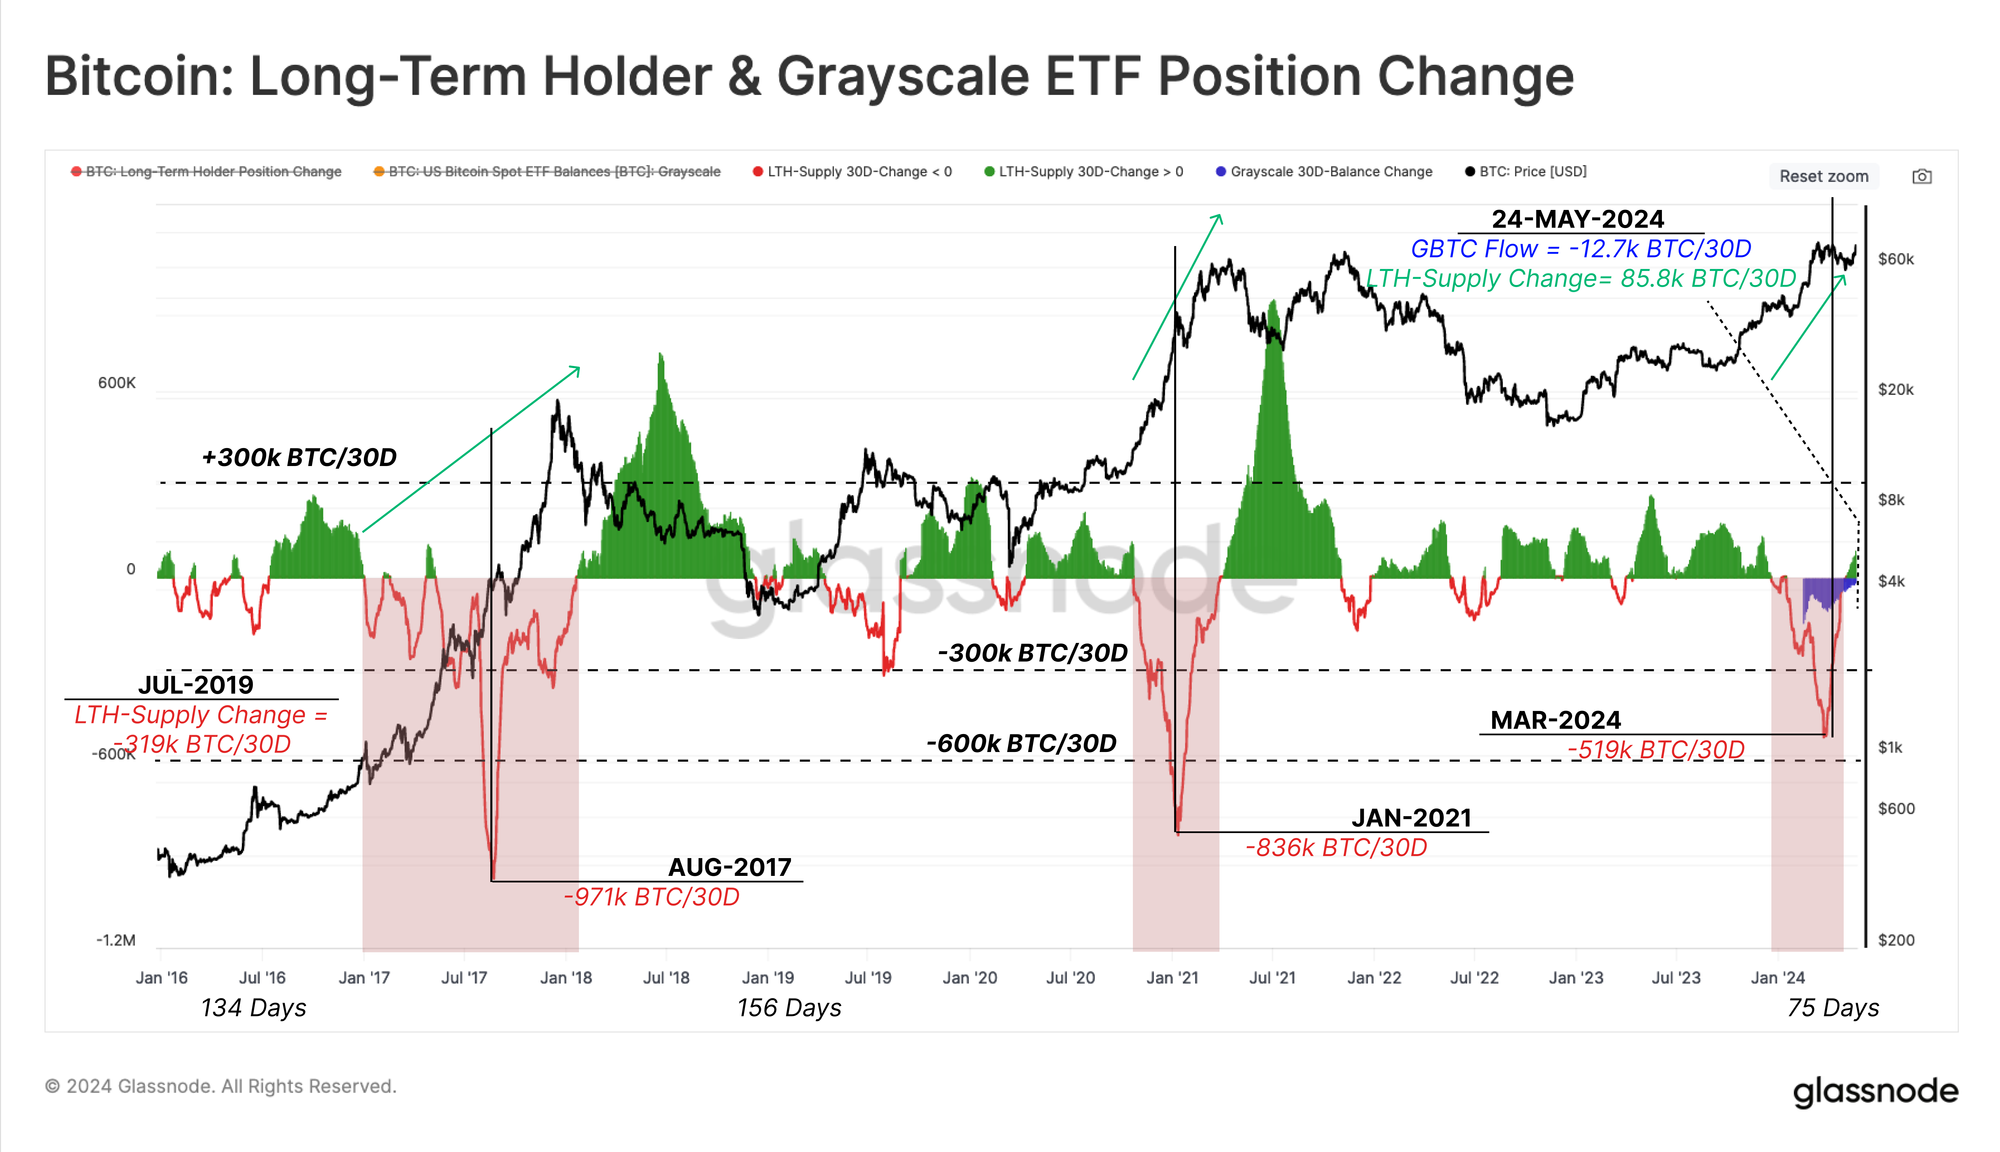 Bitcoin: Long-Term Holder & Grayscale ETF Position Change
BTC: Long-Term Holder Position Change
BTC: US Bitcoin Spot ETF Balances [BTC]: Grayscale
LTH-Supply 30D-Change < 0
LTH-Supply 30D-Change > 0
Grayscale 30D-Balance Change
BTC: Price [USD]
Reset zoom
24-MAY-2024
GBTC Flow = -12.7k BTC/30D
LTH-Supply Change= 85.8k BTC/30D
$60k
600K
$20k
+300k BTC/30D
$8k
glassnode
0
$4k
-300k BTC/30D
JUL-2019
LTH-Supply Change =
-319k BTC/30D
MAR-2024
-519k BTC/30D
-600k BTC/30D
-600K
$1k
$600
JAN-2021
-836k BTC/30D
AUG-2017
-971k BTC/30D
-1.2M
$200
Jan '16
Jul '16
Jan '17
Jul '17
Jan '18
Jul '18
Jan '19
Jul '19
Jan '20
Jul '20
Jan '21
Jul '21
Jan '22
Jul '22
Jan '23
Jul '23
Jan '24
134 Days
156 Days
75 Days
© 2024 Glassnode. All Rights Reserved.
glassnode